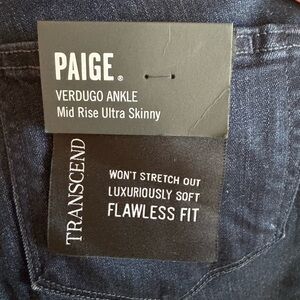 PAIGE®
VERDUGO ANKLE
Mid Rise Ultra Skinny
TRANSCEND
WON'T STRETCH OUT
LUXURIOUSLY SOFT
FLAWLESS FIT